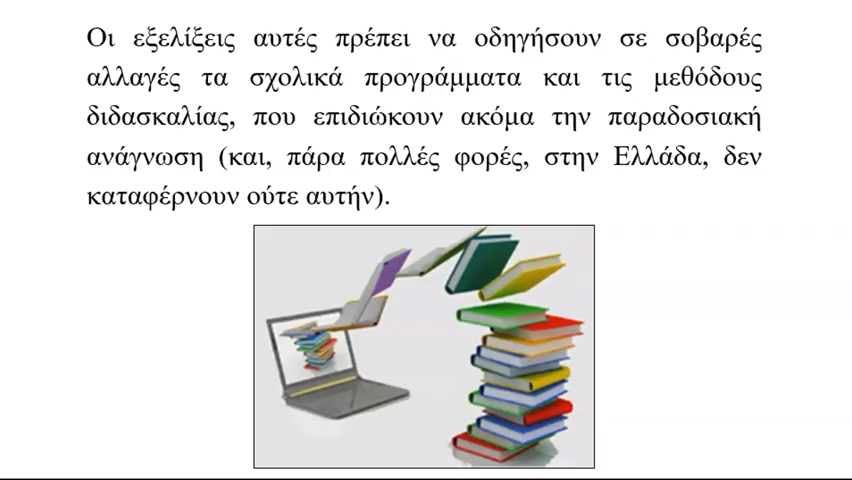 Οι εξελίξεις αυτές πρέπει να οδηγήσουν σε σοβαρές
αλλαγές τα σχολικά προγράμματα και τις μεθόδους
διδασκαλίας, που επιδιώκουν ακόμα την παραδοσιακή
ανάγνωση (και, πάρα πολλές φορές, στην Ελλάδα, δεν
καταφέρνουν ούτε αυτήν).